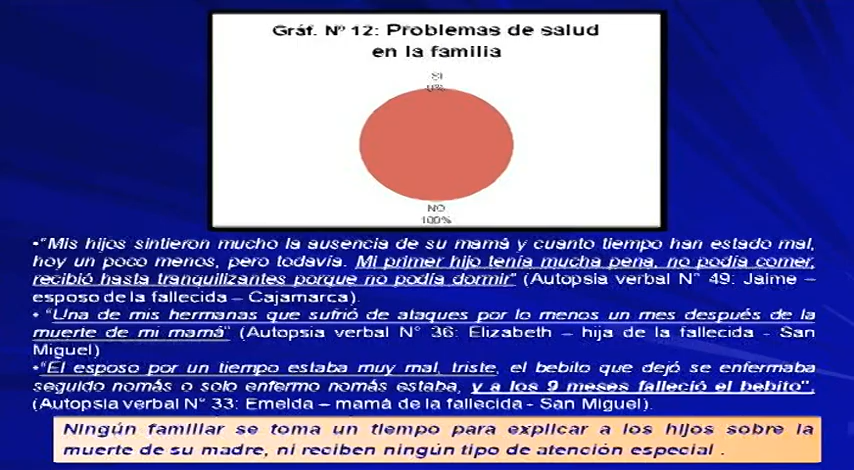 Gráf. Nº 12: Problemas de salud
en la familia
SI
0%
NO
100%
•"Mis hijos sintieron mucho la ausencia de su mamá y cuanto tiempo han estado mal,
hoy un poco menos, pero todavía. Mi primer hijo tenía mucha pena, no podía comer,
recibió hasta tranquilizantes porque no podía dormir" (Autopsia verbal N° 49: Jaime –
esposo de la fallecida – Cajamarca).
• "Una de mis hermanas que sufrió de ataques por lo menos un mes después de la
muerte de mi mamá" (Autopsia verbal N° 36: Elizabeth – hija de la fallecida - San
Miguel)
•"El esposo por un tiempo estaba muy mal, triste, el bebito que dejó se enfermaba
seguido nomás o solo enfermo nomás estaba, y a los 9 meses falleció el bebito",
(Autopsia verbal N° 33: Emelda – mamá de la fallecida - San Miguel).
Ningún familiar se toma un tiempo para explicar a los hijos sobre la
muerte de su madre, ni reciben ningún tipo de atención especial .